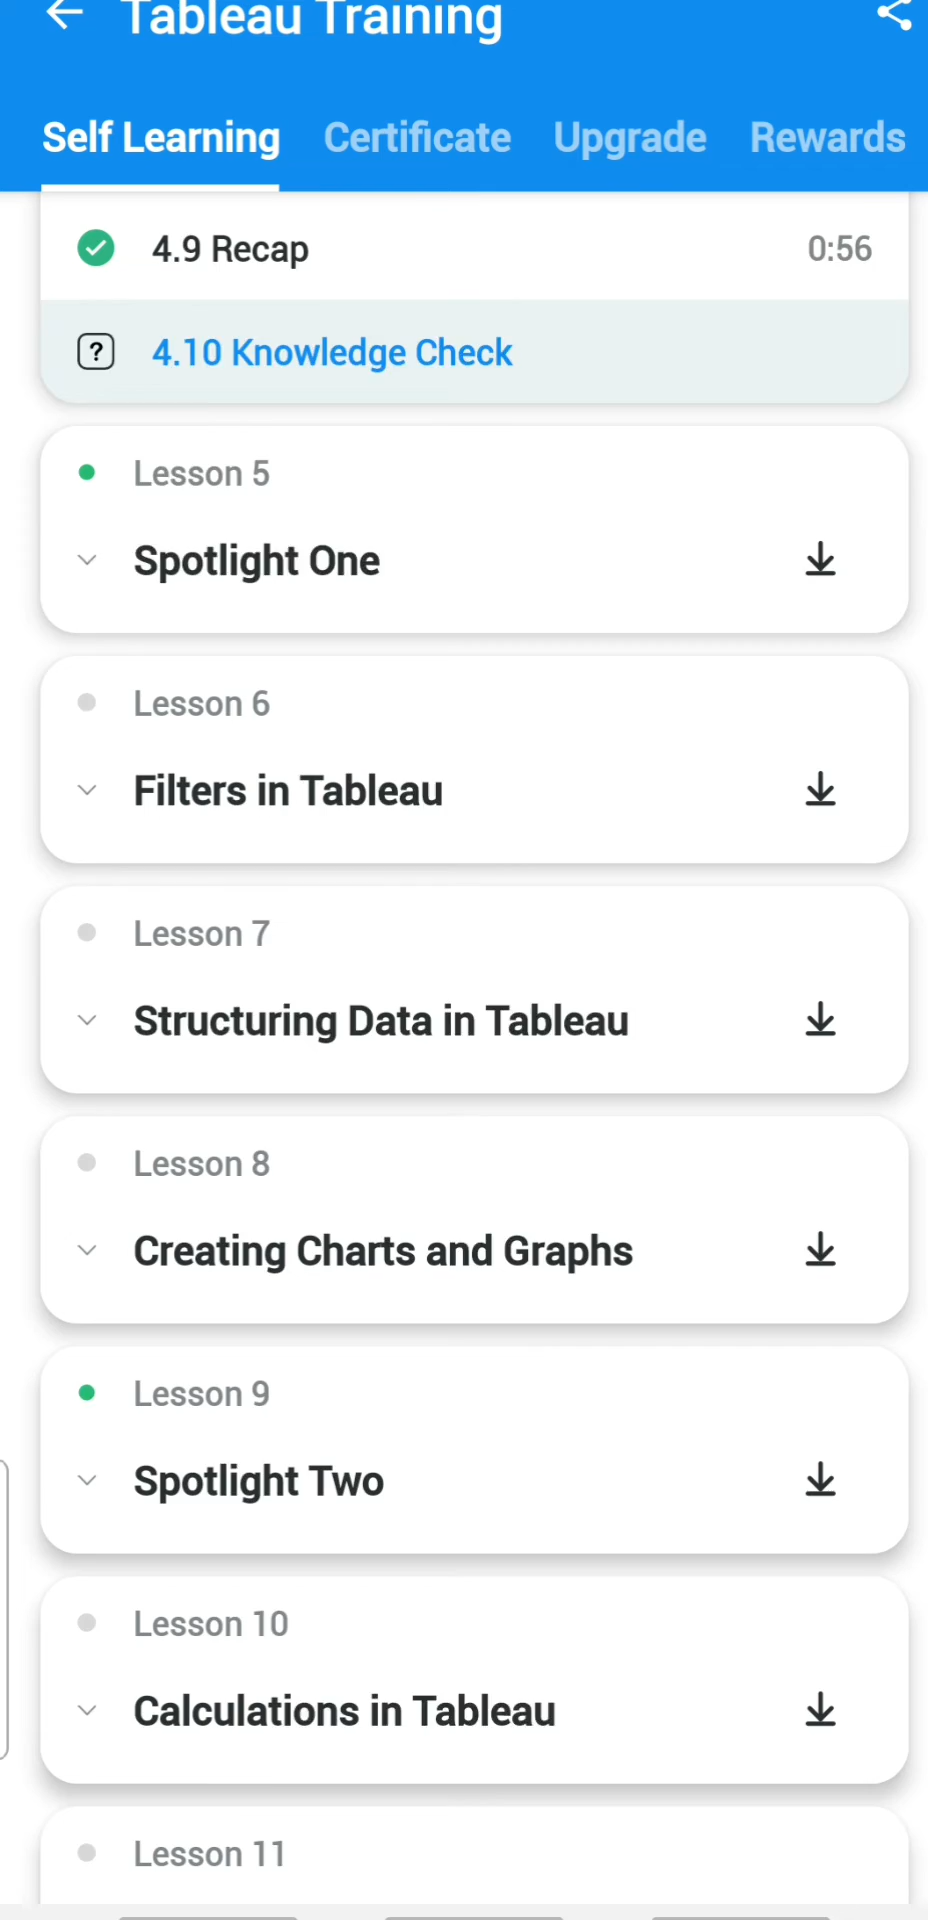 Tableau Training
Self Learning Certificate Upgrade Rewards
4.9 Recap 0:56
? 4.10 Knowledge Check
Lesson 5
Spotlight One
Lesson 6
Filters in Tableau
Lesson 7
Structuring Data in Tableau
Lesson 8
Creating Charts and Graphs
Lesson 9
Spotlight Two
Lesson 10
Calculations in Tableau
Lesson 11